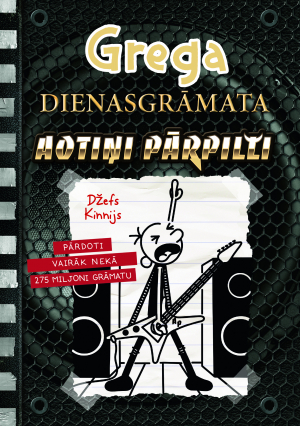 Grega
DIENASGRĀMATA
AOTIŅI PĀRPILTI
Džefs
Kinnijs
PĀRDOTI
VAIRĀK NEKĀ
275 MILJONI GRĀMATU